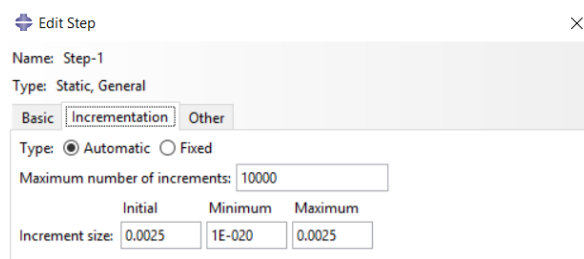 Edit Step
Name: Step-1
Type: Static, General
Basic Incrementation Other
Type: Automatic Fixed
Maximum number of increments: 10000
Initial Minimum Maximum
Increment size: 0.0025 1E-020 0.0025